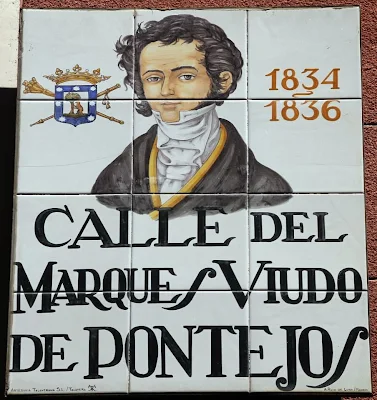 1834
1836
CALLE DEL
MARQUES VIUDO
DE PONTEJOS